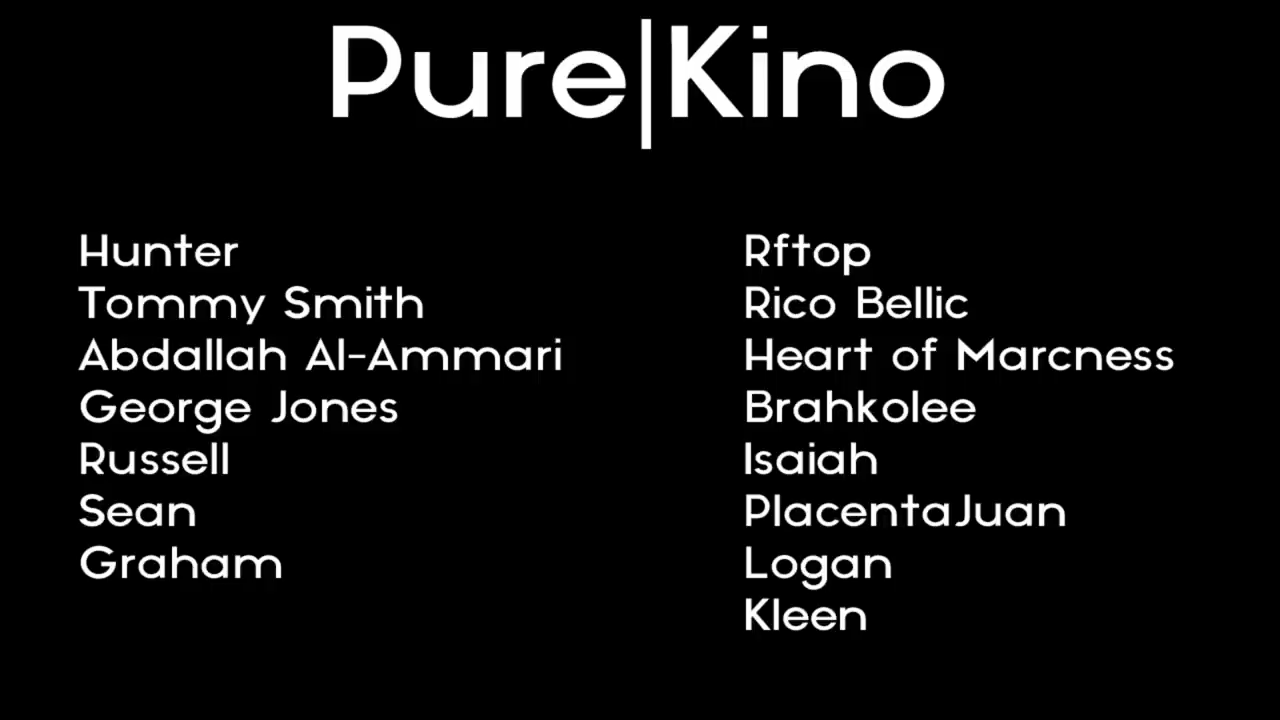 Pure|Kino
Hunter
Tommy Smith
Abdallah Al-Ammari
George Jones
Russell
Sean
Graham
Rftop
Rico Bellic
Heart of Marcness
Brahkolee
Isaiah
PlacentaJuan
Logan
Kleen